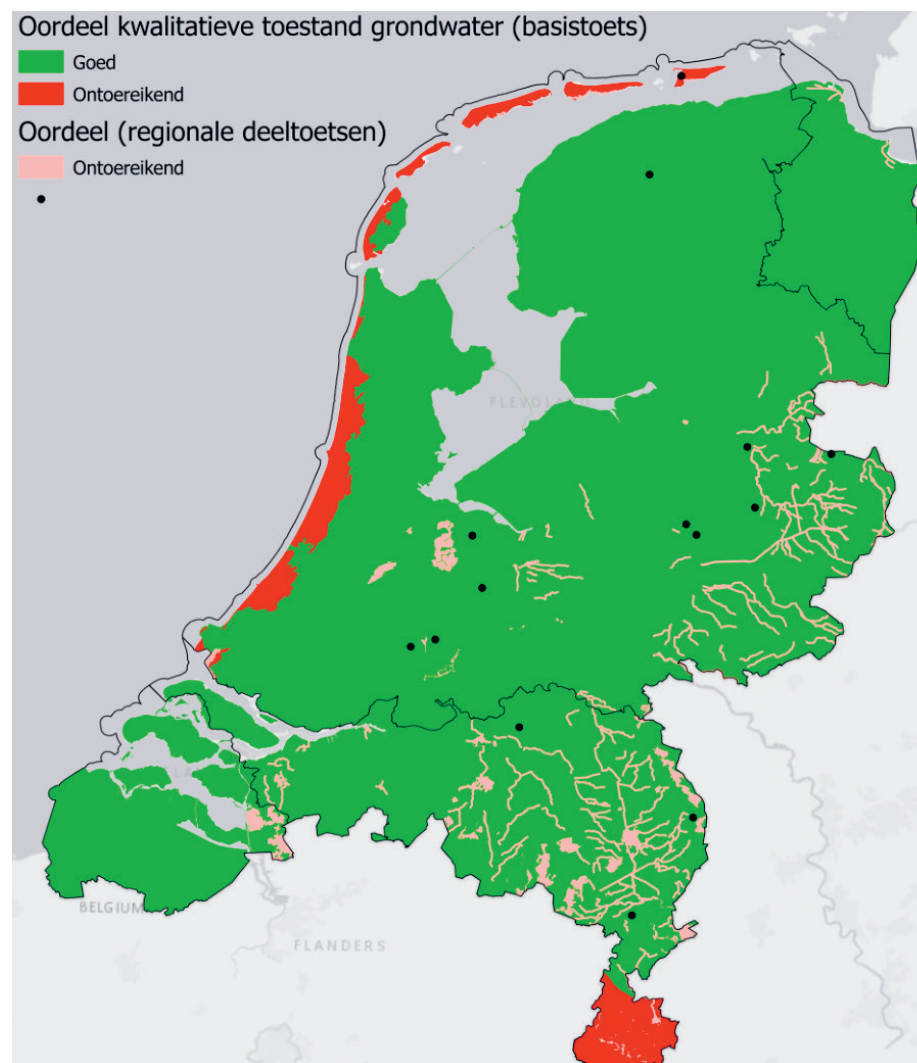 Oordeel kwalitatieve toestand grondwater (basistoets)
Goed
Ontoereikend
Oordeel (regionale deeltoetsen)
Ontoereikend
FLEVOLAND
BELGIUM
FLANDERS